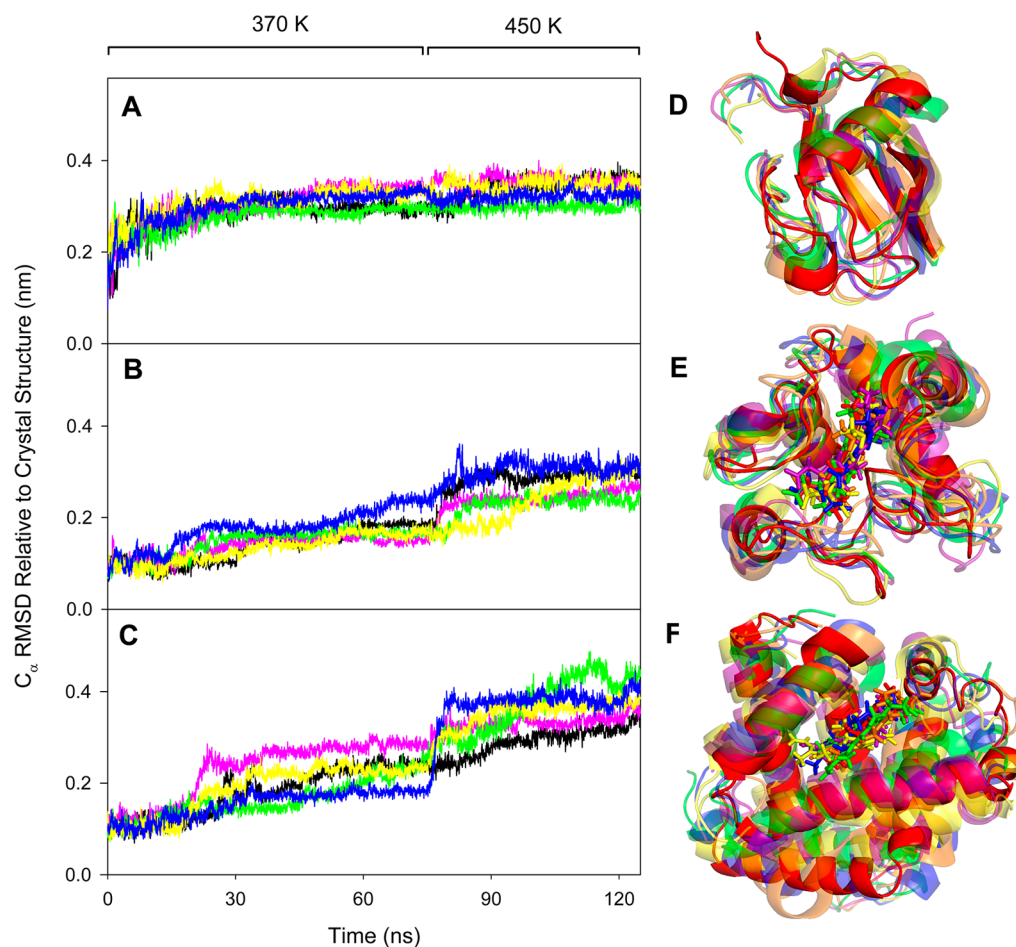 370 K 450 K
A
0.4
0.2
0.0
B
0.4
0.2
0.0
C
0.4
0.2
0.0
0 30 60 90 120
Time (ns)
Cα RMSD Relative to Crystal Structure (nm)
D
E
F